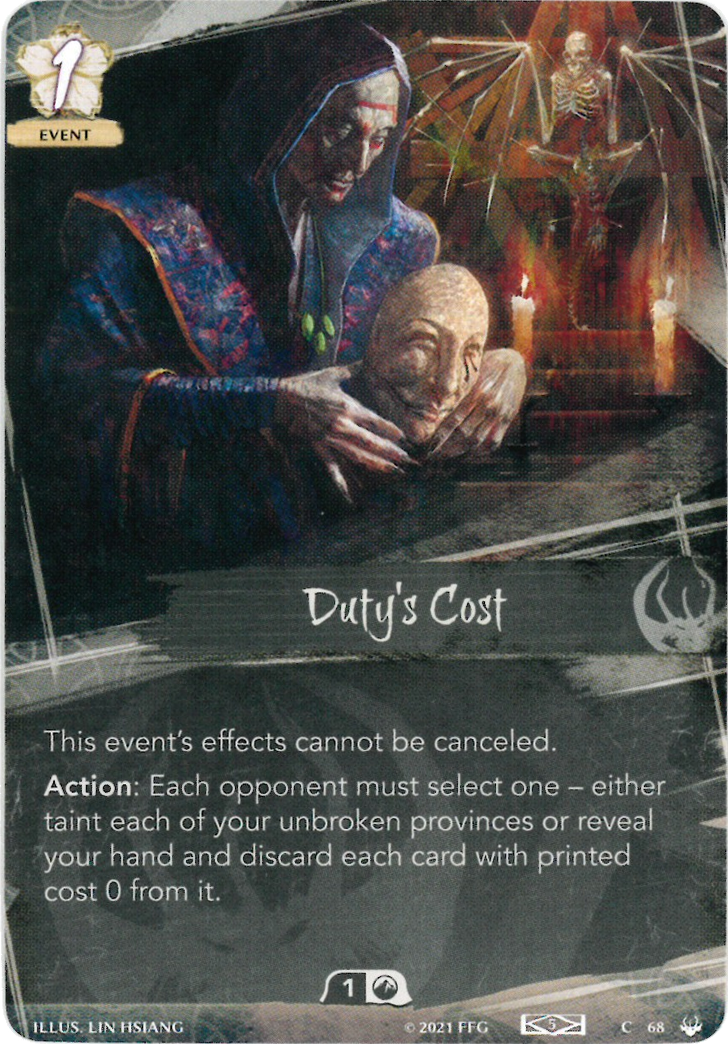 1
EVENT
Duty's Cost
This event's effects cannot be canceled.
Action: Each opponent must select one – either
taint each of your unbroken provinces or reveal
your hand and discard each card with printed
cost 0 from it.
1
ILLUS. LIN HSIANG © 2021 FFG 5 C 68